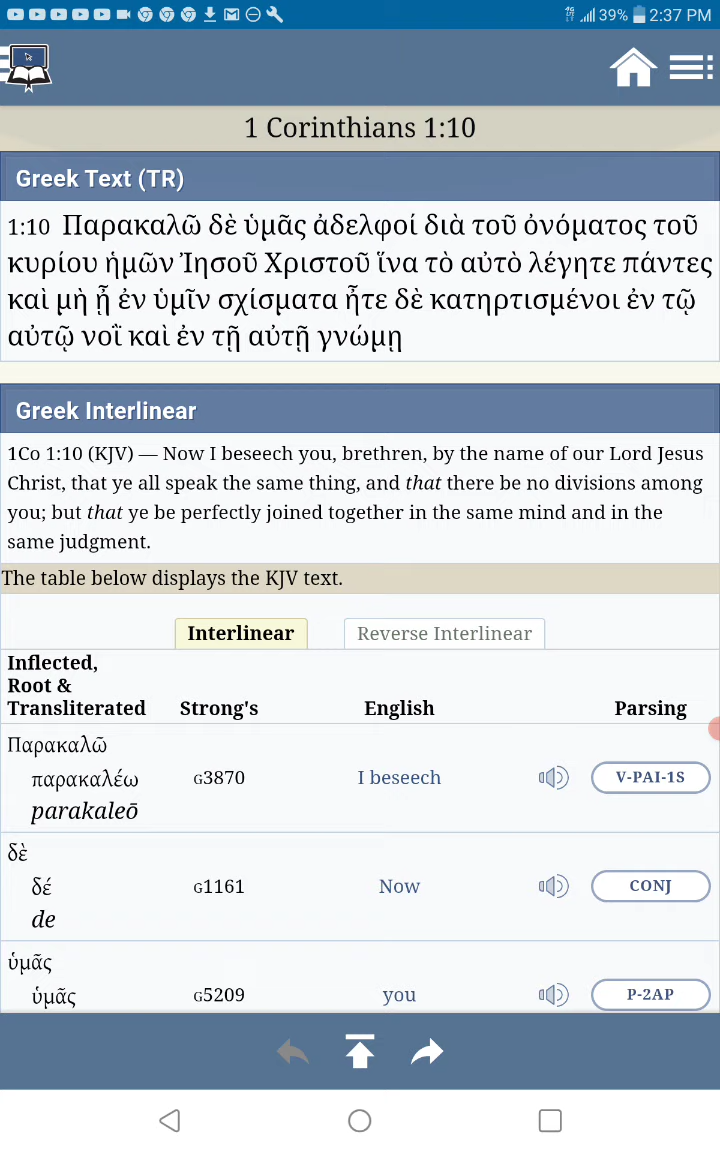 39% 2:37 PM
1 Corinthians 1:10
Greek Text (TR)
1:10 Παρακαλῶ δὲ ὑμᾶς ἀδελφοί διὰ τοῦ ὀνόματος τοῦ
κυρίου ἡμῶν Ἰησοῦ Χριστοῦ ἵνα τὸ αὐτὸ λέγητε πάντες
καὶ μὴ ᾖ ἐν ὑμῖν σχίσματα ἦτε δὲ κατηρτισμένοι ἐν τῷ
αὐτῷ νοῒ καὶ ἐν τῇ αὐτῇ γνώμῃ
Greek Interlinear
1Co 1:10 (KJV) — Now I beseech you, brethren, by the name of our Lord Jesus
Christ, that ye all speak the same thing, and that there be no divisions among
you; but that ye be perfectly joined together in the same mind and in the
same judgment.
The table below displays the KJV text.
Interlinear Reverse Interlinear
Inflected,
Root &
Transliterated Strong's English Parsing
Παρακαλῶ
παρακαλέω G3870 I beseech V-PAI-1S
parakaleō
δὲ
δέ G1161 Now CONJ
de
ὑμᾶς
ὑμᾶς G5209 you P-2AP